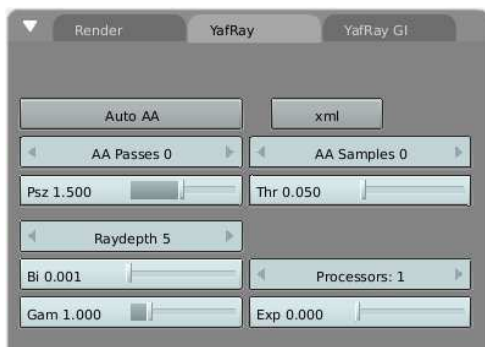 Render YafRay YafRay GI
Auto AA xml
AA Passes 0 AA Samples 0
Psz 1.500 Thr 0.050
Raydepth 5
Bi 0.001 Processors: 1
Gam 1.000 Exp 0.000